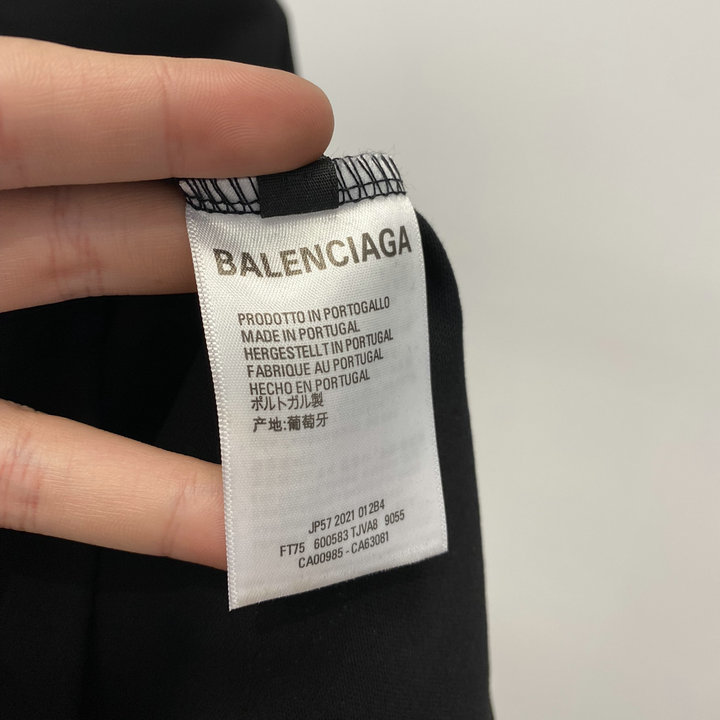 BALENCIAGA
PRODOTTO IN PORTOGALLO
MADE IN PORTUGAL
HERGESTELLT IN PORTUGAL
FABRIQUE AU PORTUGAL
HECHO EN PORTUGAL
ポルトガル製
产地:葡萄牙
JP57 2021 012B4
FT75 600583 TJVA8 9055
CA00985 - CA63081